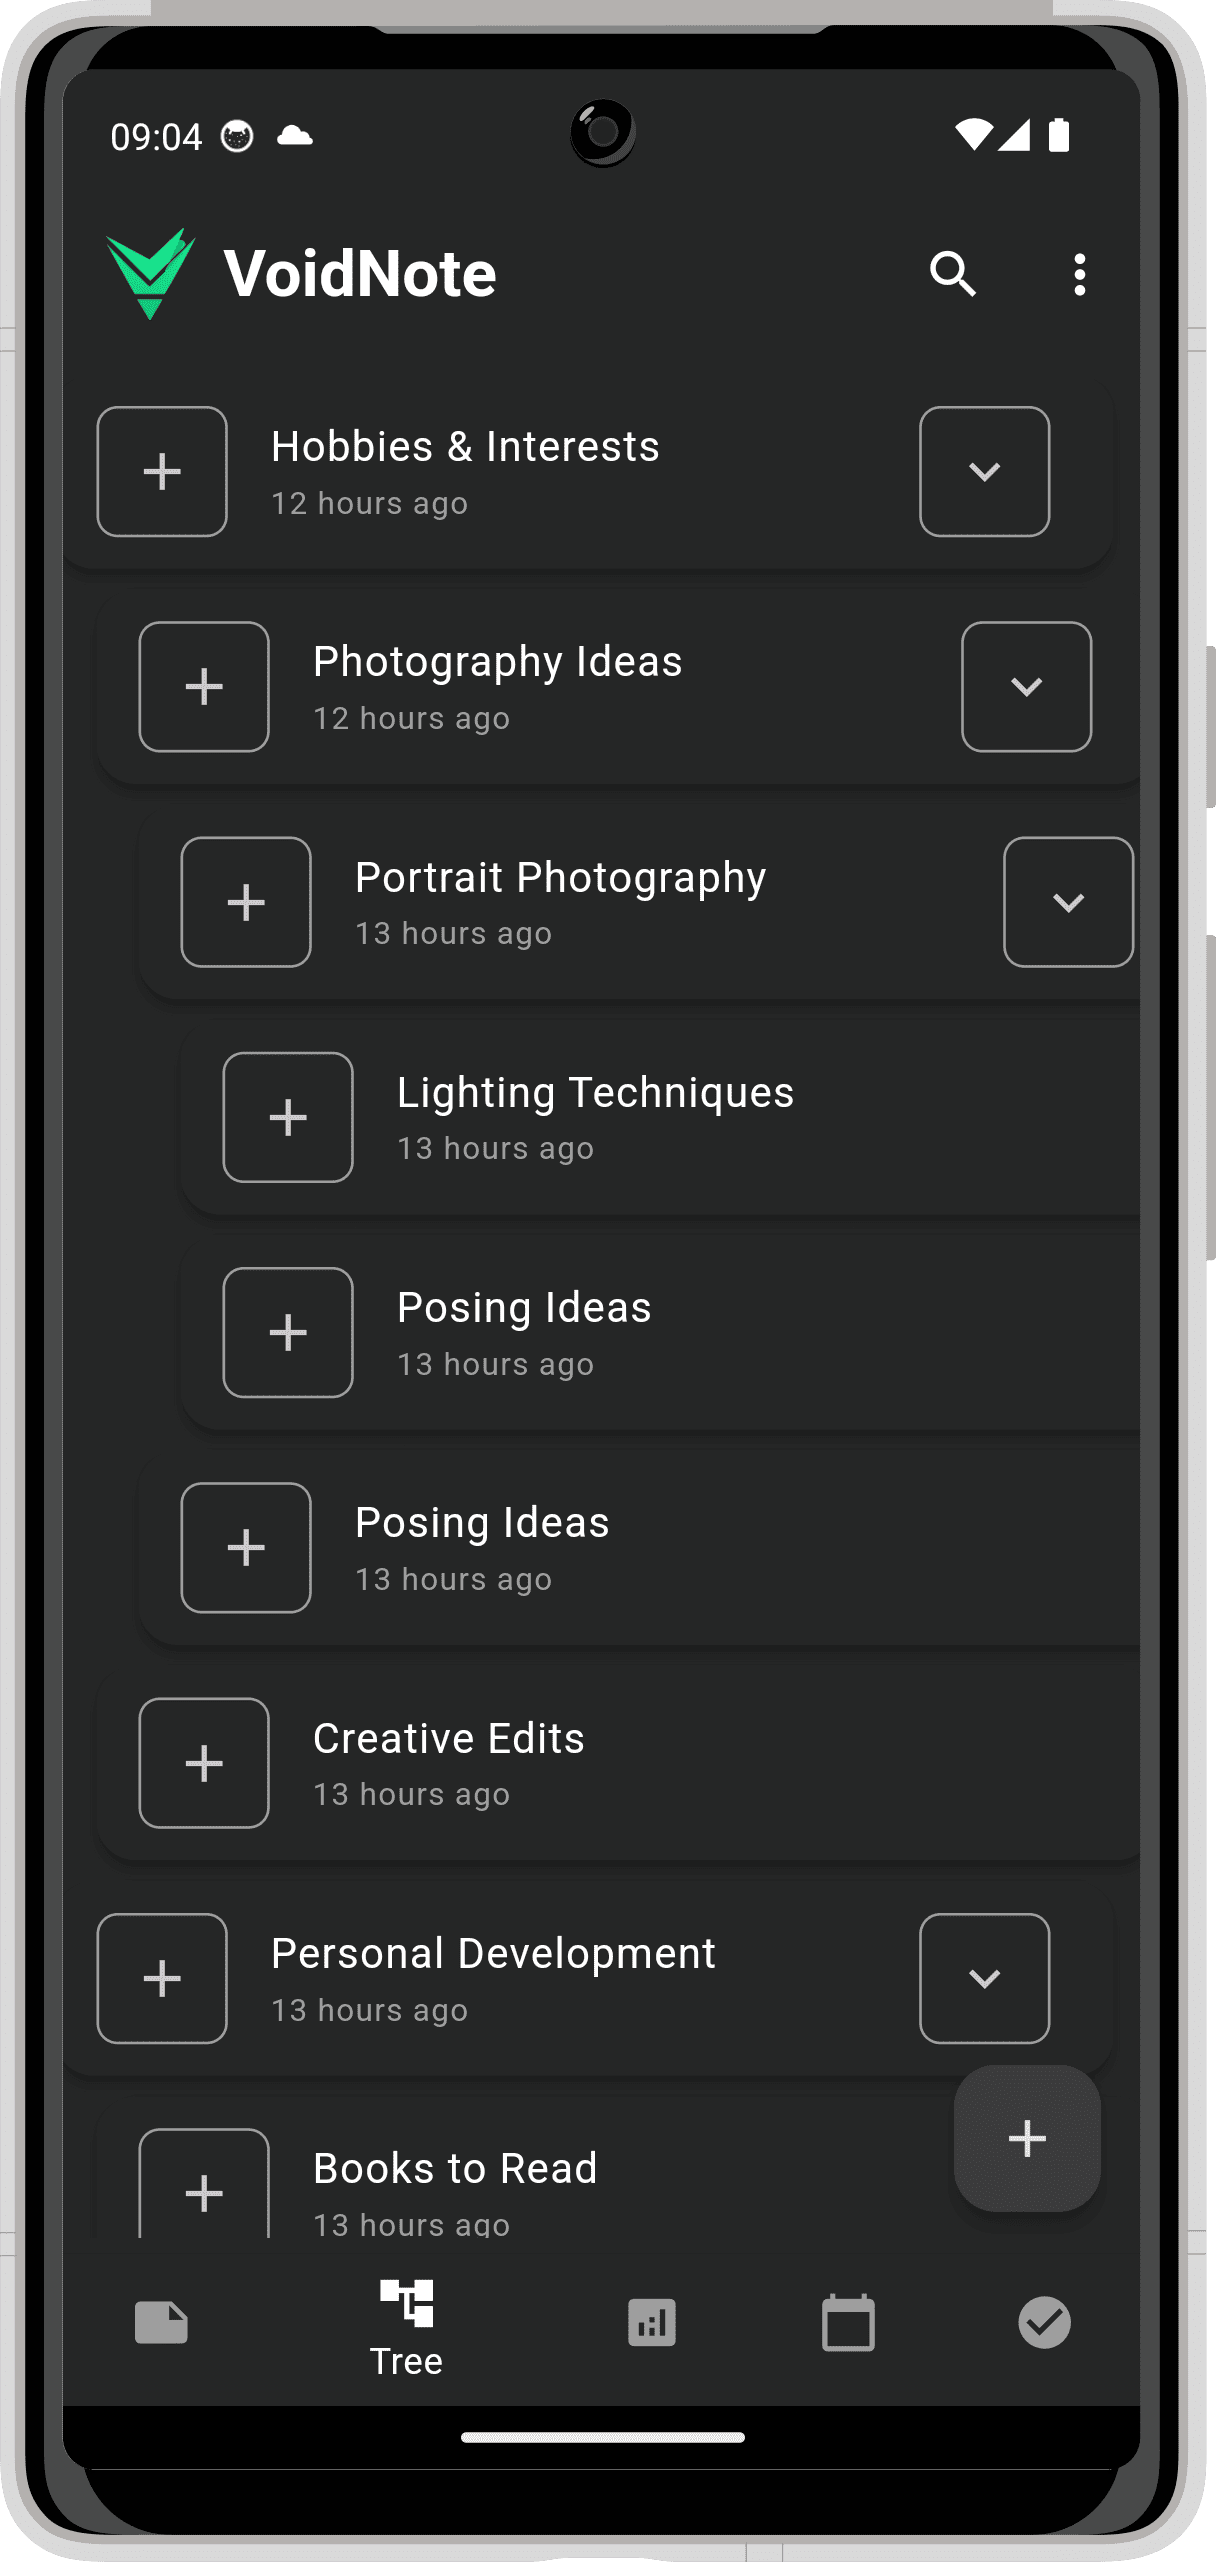 09:04
VoidNote
Hobbies & Interests
12 hours ago
Photography Ideas
12 hours ago
Portrait Photography
13 hours ago
Lighting Techniques
13 hours ago
Posing Ideas
13 hours ago
Posing Ideas
13 hours ago
Creative Edits
13 hours ago
Personal Development
13 hours ago
Books to Read
13 hours ago
Tree